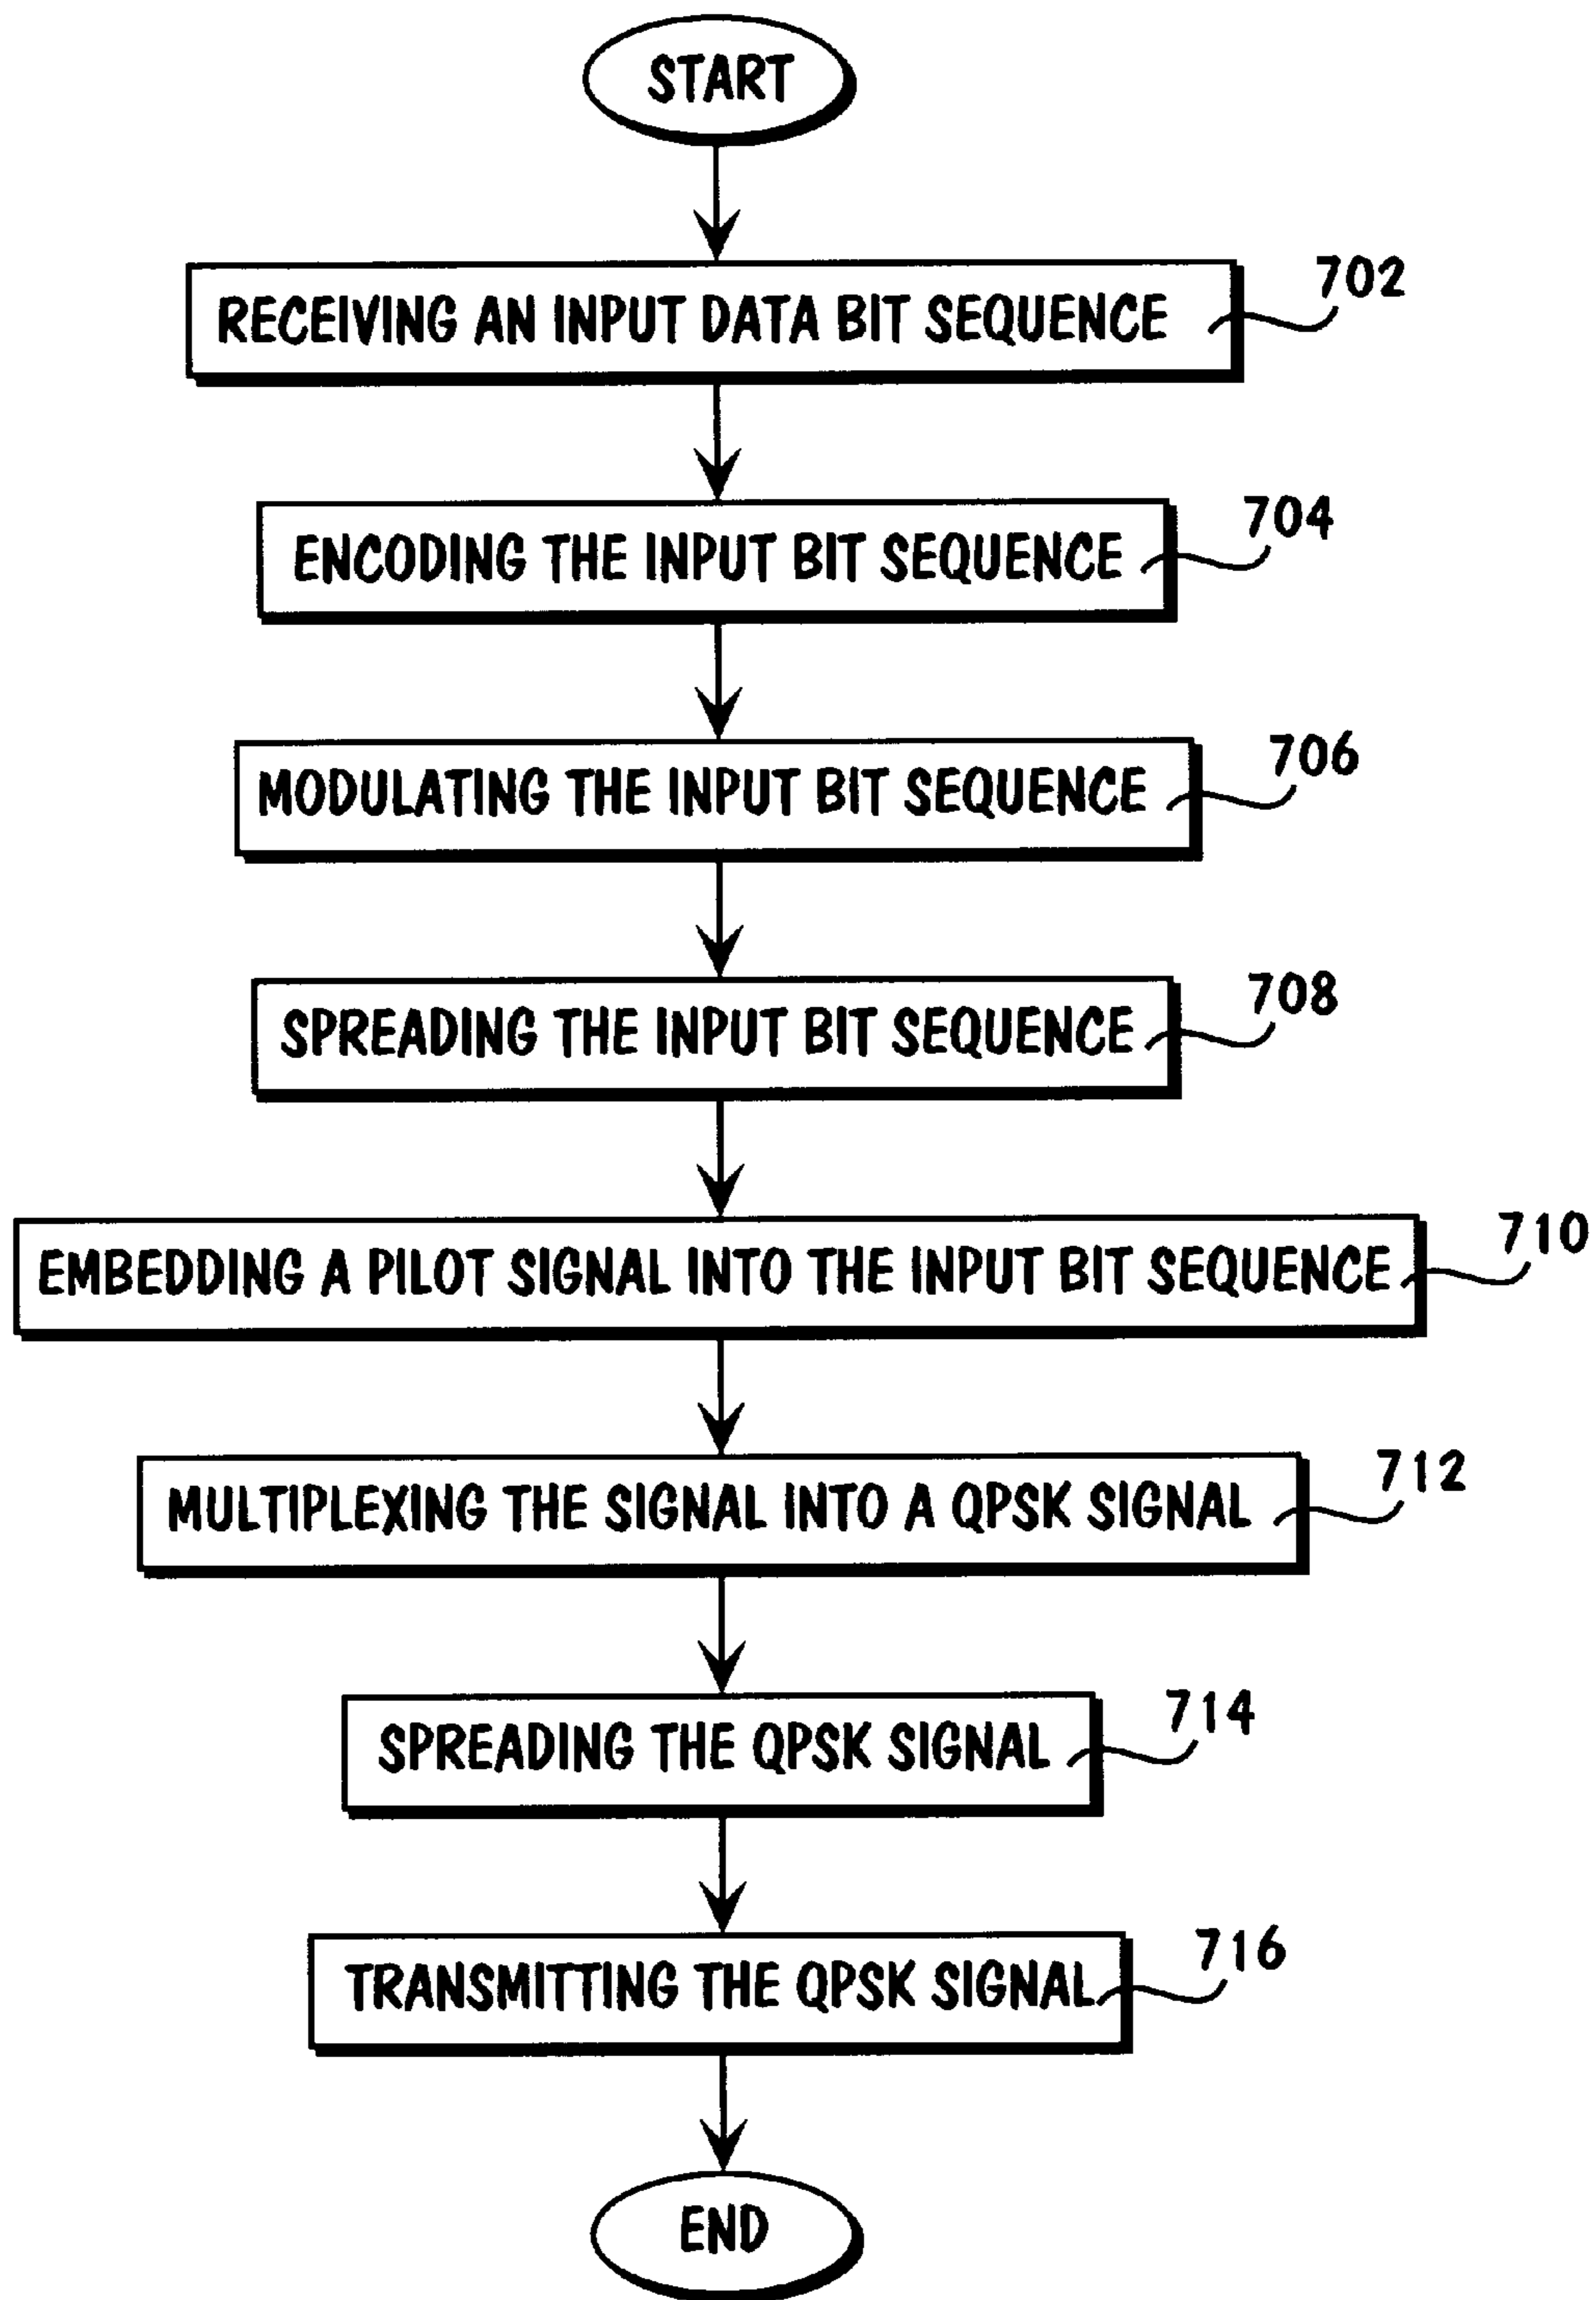 START
RECEIVING AN INPUT DATA BIT SEQUENCE
702
ENCODING THE INPUT BIT SEQUENCE
704
MODULATING THE INPUT BIT SEQUENCE
706
SPREADING THE INPUT BIT SEQUENCE
708
EMBEDDING A PILOT SIGNAL INTO THE INPUT BIT SEQUENCE
710
MULTIPLEXING THE SIGNAL INTO A QPSK SIGNAL
712
SPREADING THE QPSK SIGNAL
714
TRANSMITTING THE QPSK SIGNAL
716
END